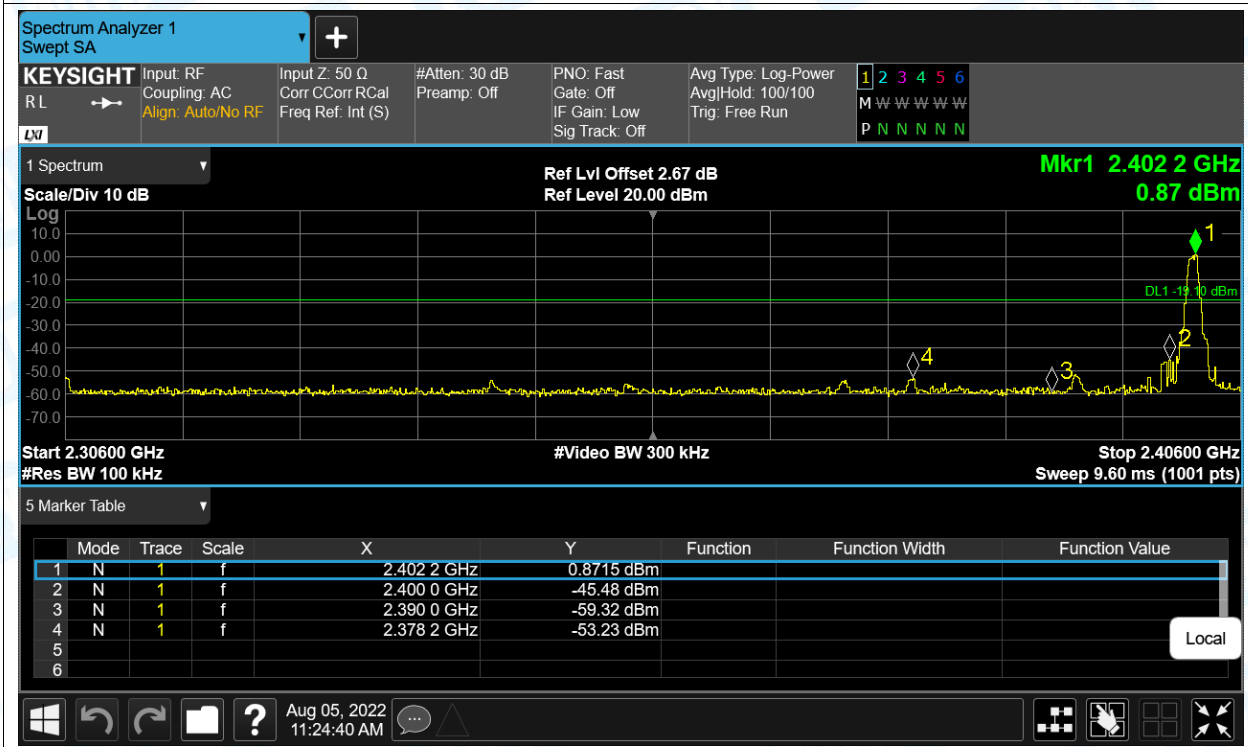 Spectrum Analyzer 1
Swept SA
KEYSIGHT
RL
LXI
Input: RF
Coupling: AC
Align: Auto/No RF
Input Z: 50 Ω
Corr CCorr RCal
Freq Ref: Int (S)
#Atten: 30 dB
Preamp: Off
PNO: Fast
Gate: Off
IF Gain: Low
Sig Track: Off
Avg Type: Log-Power
Avg|Hold: 100/100
Trig: Free Run
1 2 3 4 5 6
M W W W W W
P N N N N N
1 Spectrum
Scale/Div 10 dB
Ref Lvl Offset 2.67 dB
Ref Level 20.00 dBm
Mkr1 2.402 2 GHz
0.87 dBm
Log
10.0
0.00
-10.0
-20.0
-30.0
-40.0
-50.0
-60.0
-70.0
1
DL1 -19.10 dBm
2
4
3
Start 2.30600 GHz
#Video BW 300 kHz
Stop 2.40600 GHz
#Res BW 100 kHz
Sweep 9.60 ms (1001 pts)
5 Marker Table
Mode Trace Scale X Y Function Function Width Function Value
1 N 1 f 2.402 2 GHz 0.8715 dBm
2 N 1 f 2.400 0 GHz -45.48 dBm
3 N 1 f 2.390 0 GHz -59.32 dBm
4 N 1 f 2.378 2 GHz -53.23 dBm
5
6
Local
?
Aug 05, 2022
11:24:40 AM